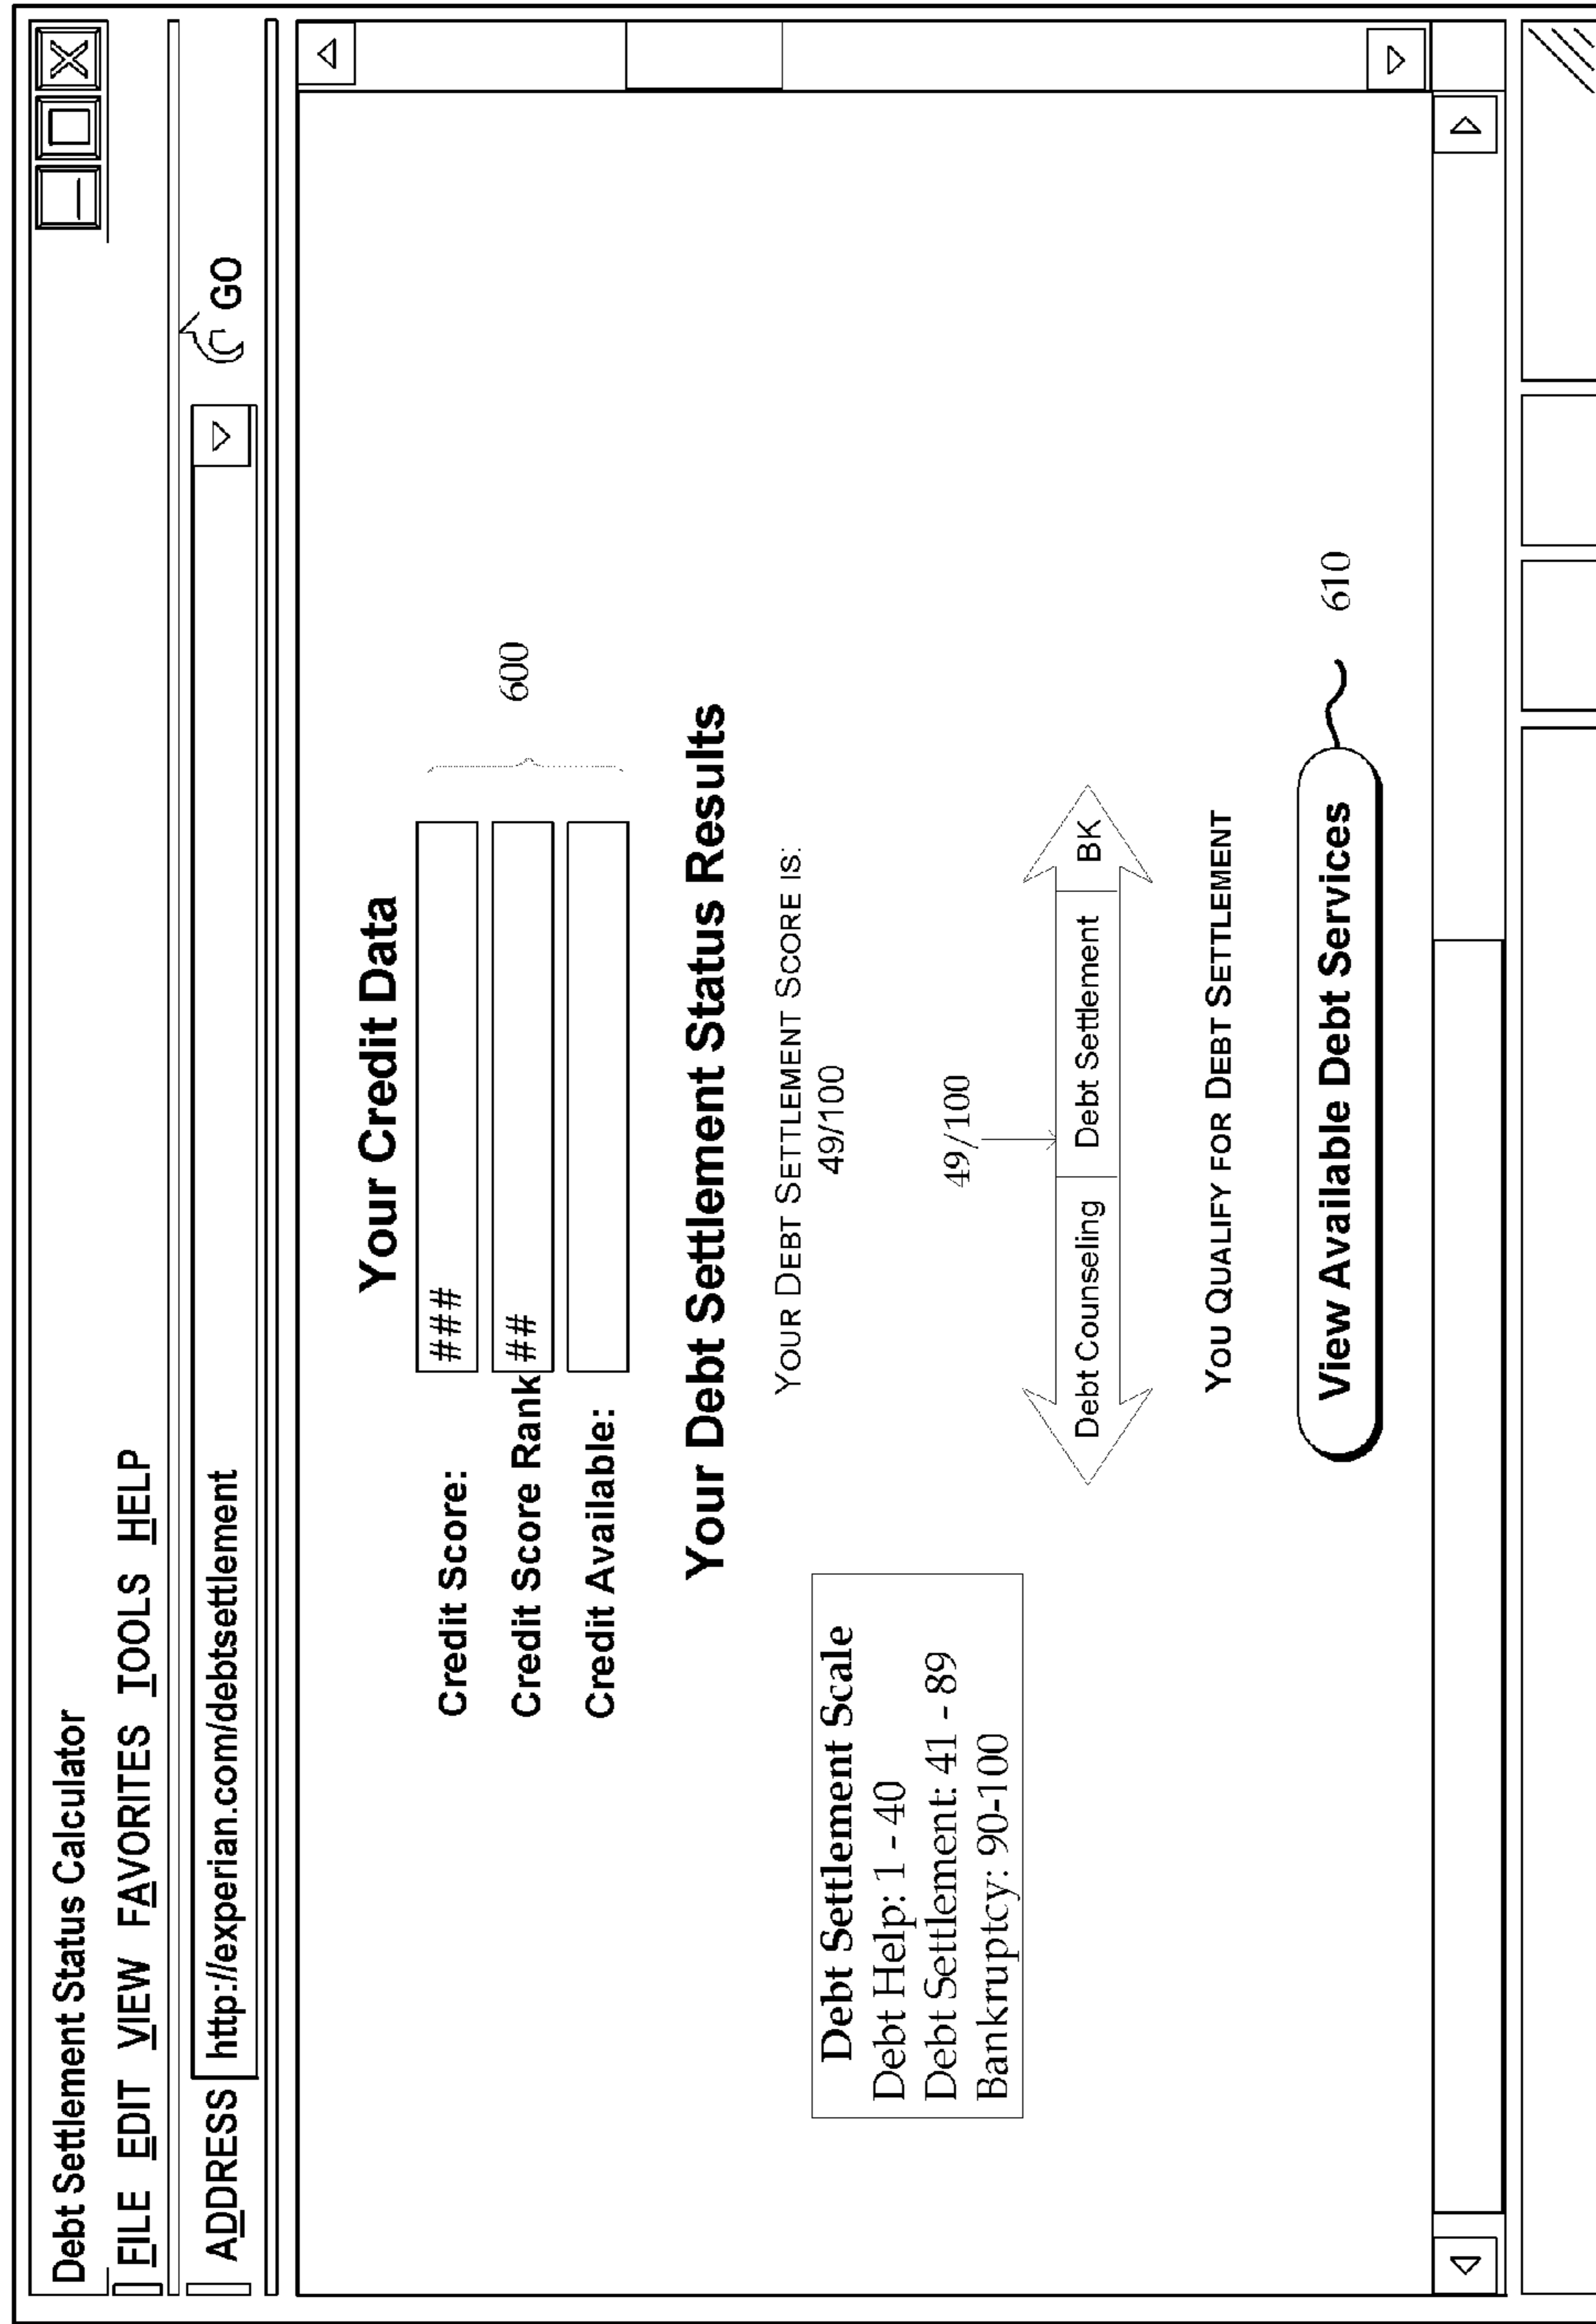 Debt Settlement Status Calculator
FILE EDIT VIEW FAVORITES TOOLS HELP
ADDRESS http://experian.com/debtsettlement GO
Your Credit Data
Credit Score: ###
Credit Score Rank ##
Credit Available:
600
Your Debt Settlement Status Results
YOUR DEBT SETTLEMENT SCORE IS:
49/100
Debt Settlement Scale
Debt Help: 1 - 40
Debt Settlement: 41 - 89
Bankruptcy: 90-100
49/100
Debt Counseling Debt Settlement BK
YOU QUALIFY FOR DEBT SETTLEMENT
View Available Debt Services 610